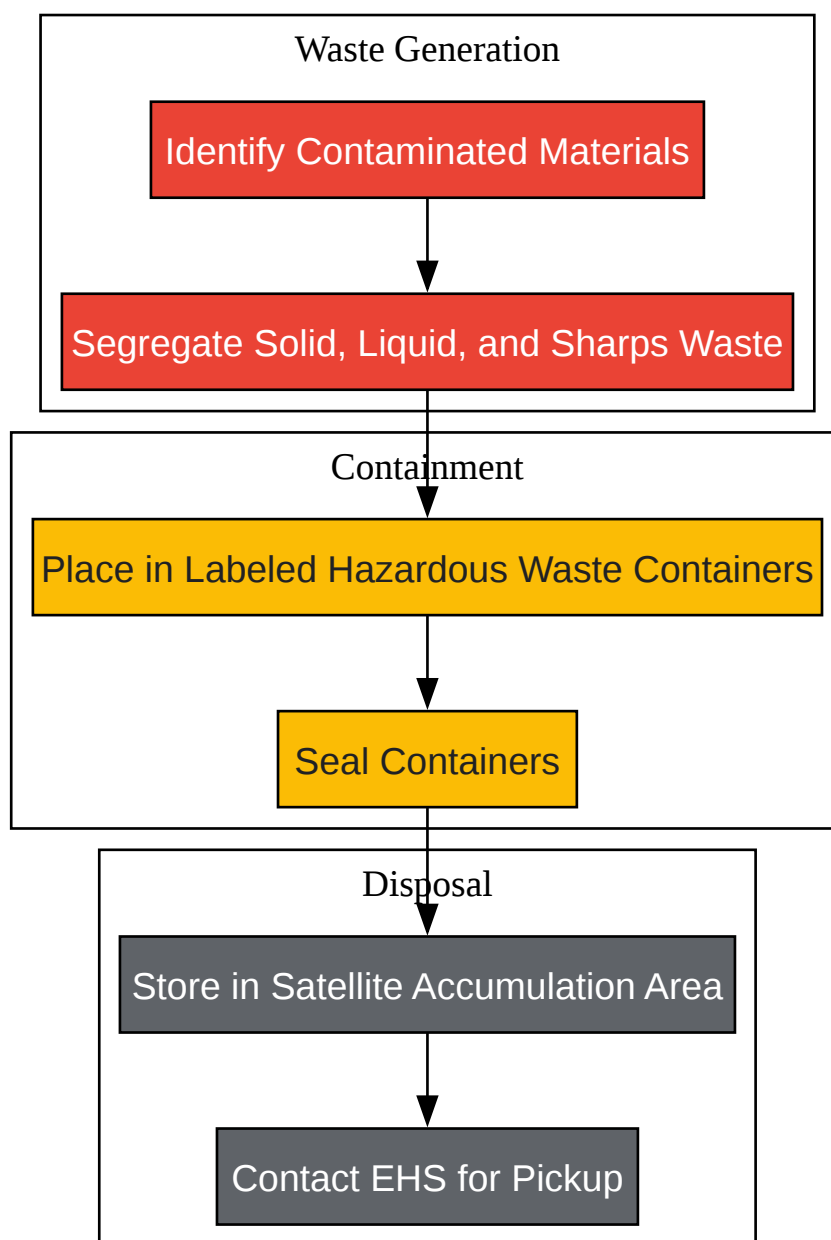 Waste Generation
Identify Contaminated Materials
Segregate Solid, Liquid, and Sharps Waste
Containment
Place in Labeled Hazardous Waste Containers
Seal Containers
Disposal
Store in Satellite Accumulation Area
Contact EHS for Pickup